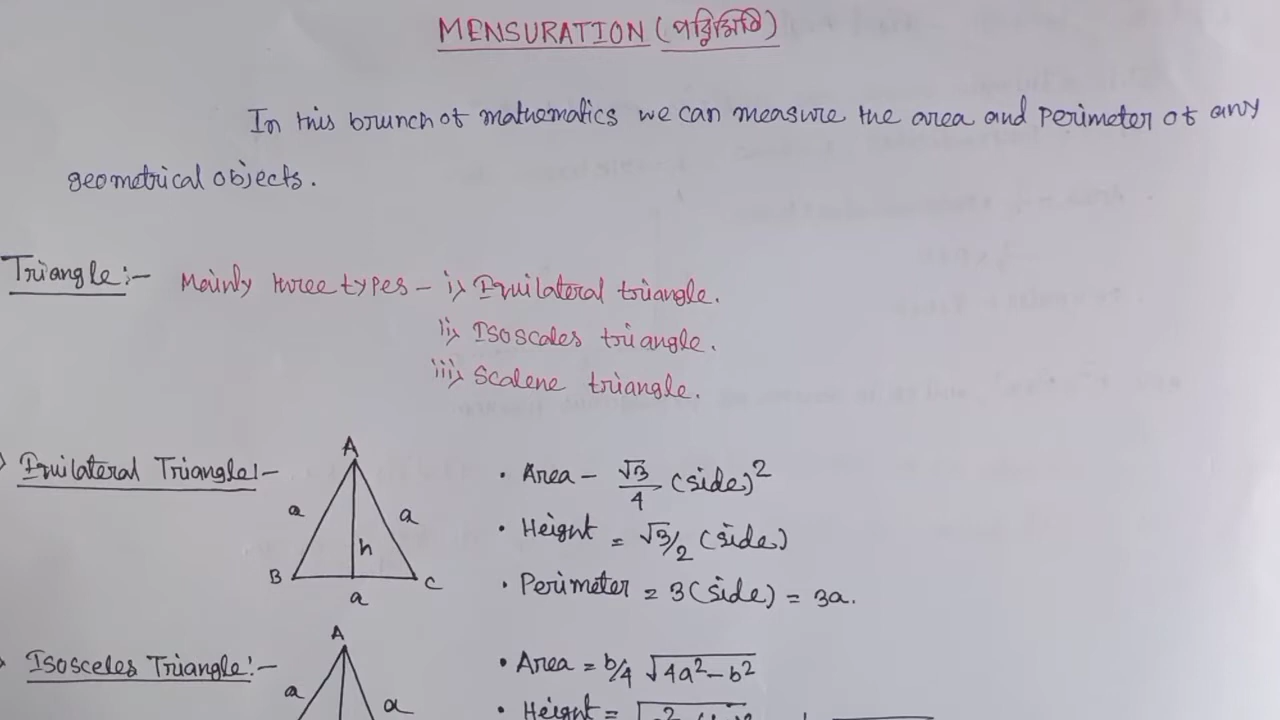 MENSURATION (পরিমিতি)
In this brunch of mathematics we can measure the area and perimeter of any
geometrical objects.
Triangle:- Mainly three types - i) Equilateral triangle.
ii) Isoscales triangle.
iii) Scalene triangle.
Equilateral Triangle:-
A
a
a
h
B
C
a
• Area - √3/4 (side)²
• Height = √3/2 (side)
• Perimeter = 3(side) = 3a.
Isosceles Triangle:-
A
a
a
• Area = b/4 √4a²-b²
• Height =